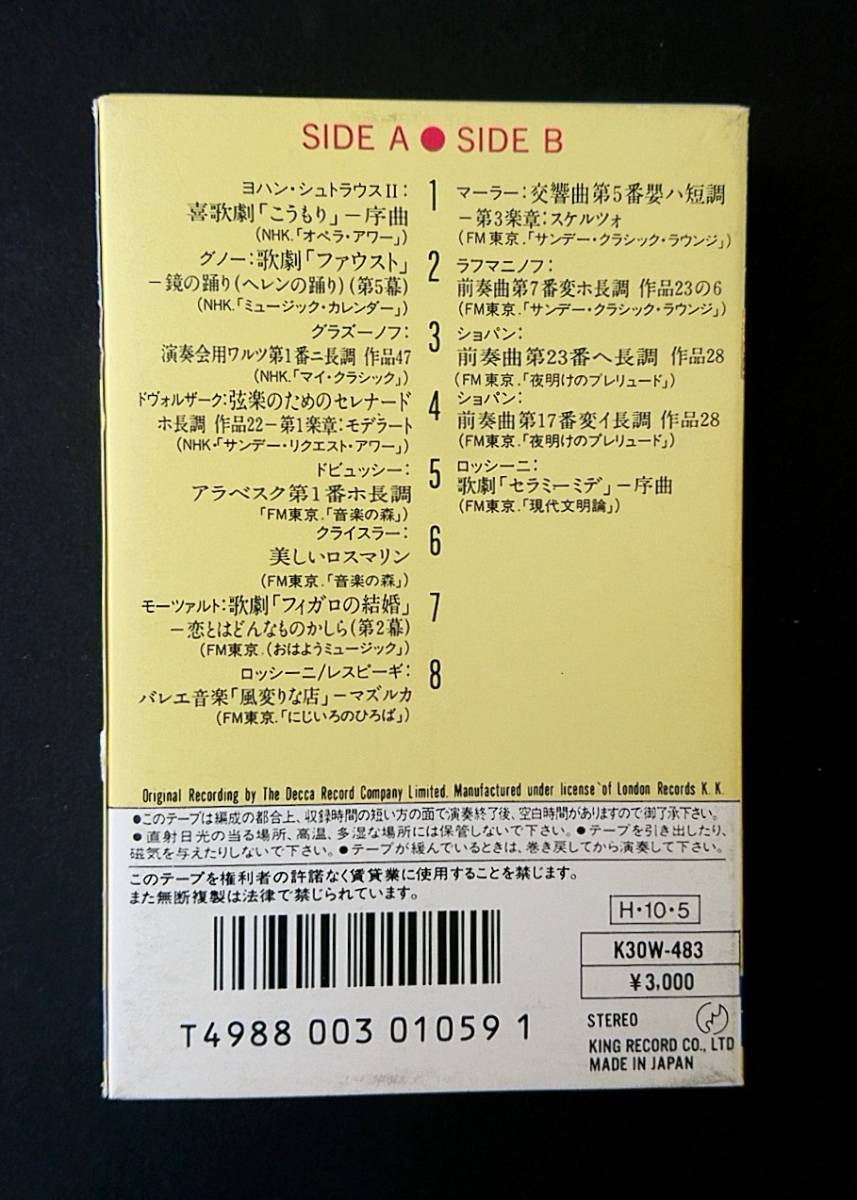 SIDE A ● SIDE B
ヨハン・シュトラウスII:
喜歌劇「こうもり」－序曲
(NHK.「オペラ・アワー」)
1
グノー:歌劇「ファウスト」
－鏡の踊り(ヘレンの踊り)(第5幕)
(NHK.「ミュージック・カレンダー」)
2
グラズーノフ:
演奏会用ワルツ第1番ニ長調 作品47
(NHK.「マイ・クラシック」)
3
ドヴォルザーク:弦楽のためのセレナード
ホ長調 作品22－第1楽章:モデラート
(NHK・「サンデー・リクエスト・アワー」)
4
ドビュッシー:
アラベスク第1番ホ長調
「FM東京.「音楽の森」)
5
クライスラー:
美しいロスマリン
(FM東京.「音楽の森」)
6
モーツァルト:歌劇「フィガロの結婚」
－恋とはどんなものかしら(第2幕)
(FM東京.(おはようミュージック」)
7
ロッシーニ/レスピーギ:
バレエ音楽「風変りな店」－マズルカ
(FM東京.「にじいろのひろば」)
8
マーラー:交響曲第5番嬰ハ短調
－第3楽章:スケルツォ
(FM東京.「サンデー・クラシック・ラウンジ」)
ラフマニノフ:
前奏曲第7番変ホ長調 作品23の6
(FM東京.「サンデー・クラシック・ラウンジ」)
ショパン:
前奏曲第23番ヘ長調 作品28
(FM東京.「夜明けのプレリュード」)
ショパン:
前奏曲第17番変イ長調 作品28
(FM東京.「夜明けのプレリュード」)
ロッシーニ:
歌劇「セラミーミデ」－序曲
(FM東京.「現代文明論」)
Original Recording by The Decca Record Company Limited. Manufactured under license of London Records K. K.
●このテープは編成の都合上、収録時間の短い方の面で演奏終了後、空白時間がありますので御了承下さい。
●直射日光の当る場所、高温、多湿な場所には保管しないで下さい。●テープを引き出したり、
磁気を与えたりしないで下さい。●テープが緩んでいるときは、巻き戻してから演奏して下さい。
このテープを権利者の許諾なく賃貸業に使用することを禁じます。
また無断複製は法律で禁じられています。
H・10・5
K30W-483
¥3,000
T4988 003 01059 1
STEREO
KING RECORD CO., LTD
MADE IN JAPAN